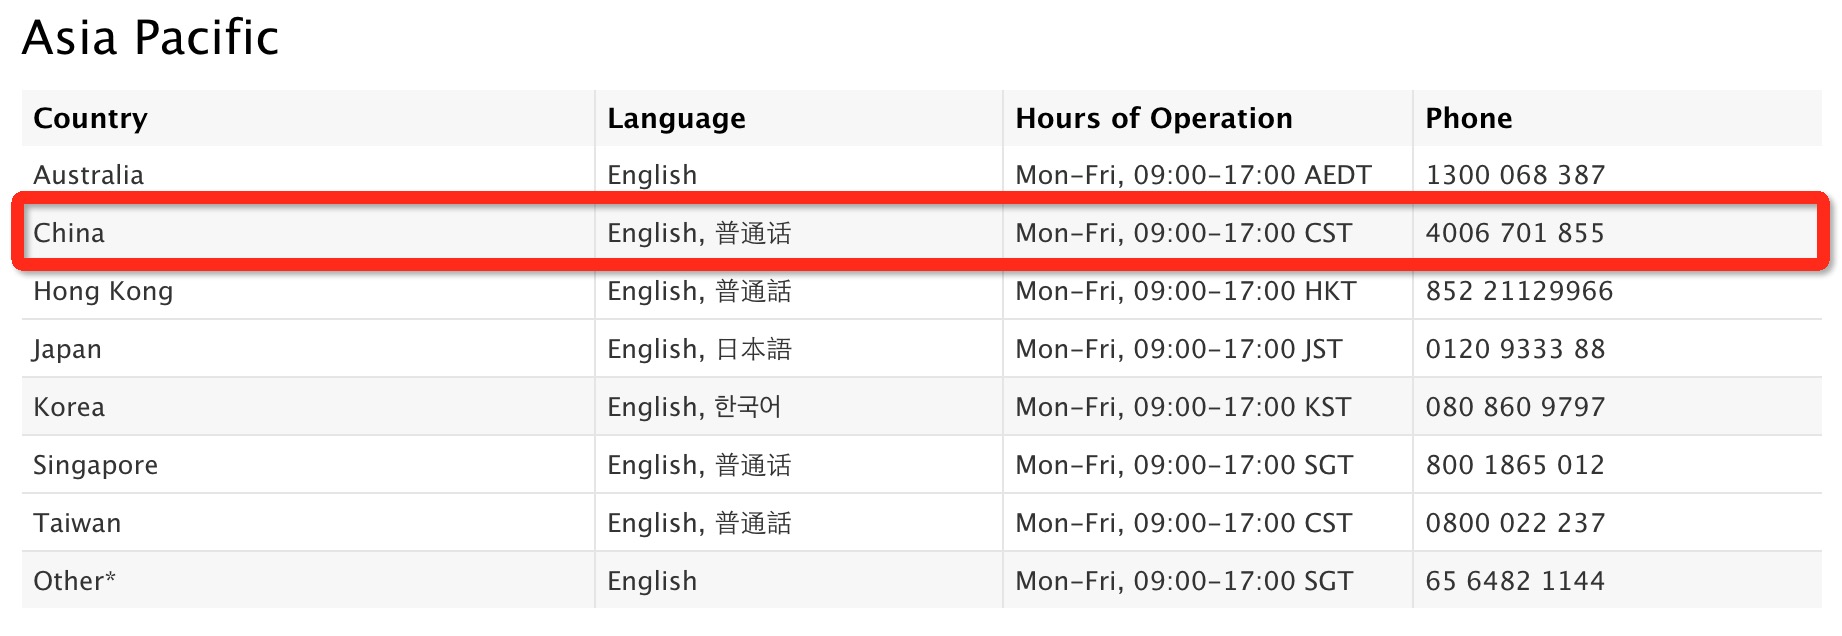 Asia Pacific
Country Language Hours of Operation Phone
Australia English Mon-Fri, 09:00-17:00 AEDT 1300 068 387
China English, 普通话 Mon-Fri, 09:00-17:00 CST 4006 701 855
Hong Kong English, 普通話 Mon-Fri, 09:00-17:00 HKT 852 21129966
Japan English, 日本語 Mon-Fri, 09:00-17:00 JST 0120 9333 88
Korea English, 한국어 Mon-Fri, 09:00-17:00 KST 080 860 9797
Singapore English, 普通话 Mon-Fri, 09:00-17:00 SGT 800 1865 012
Taiwan English, 普通話 Mon-Fri, 09:00-17:00 CST 0800 022 237
Other* English Mon-Fri, 09:00-17:00 SGT 65 6482 1144